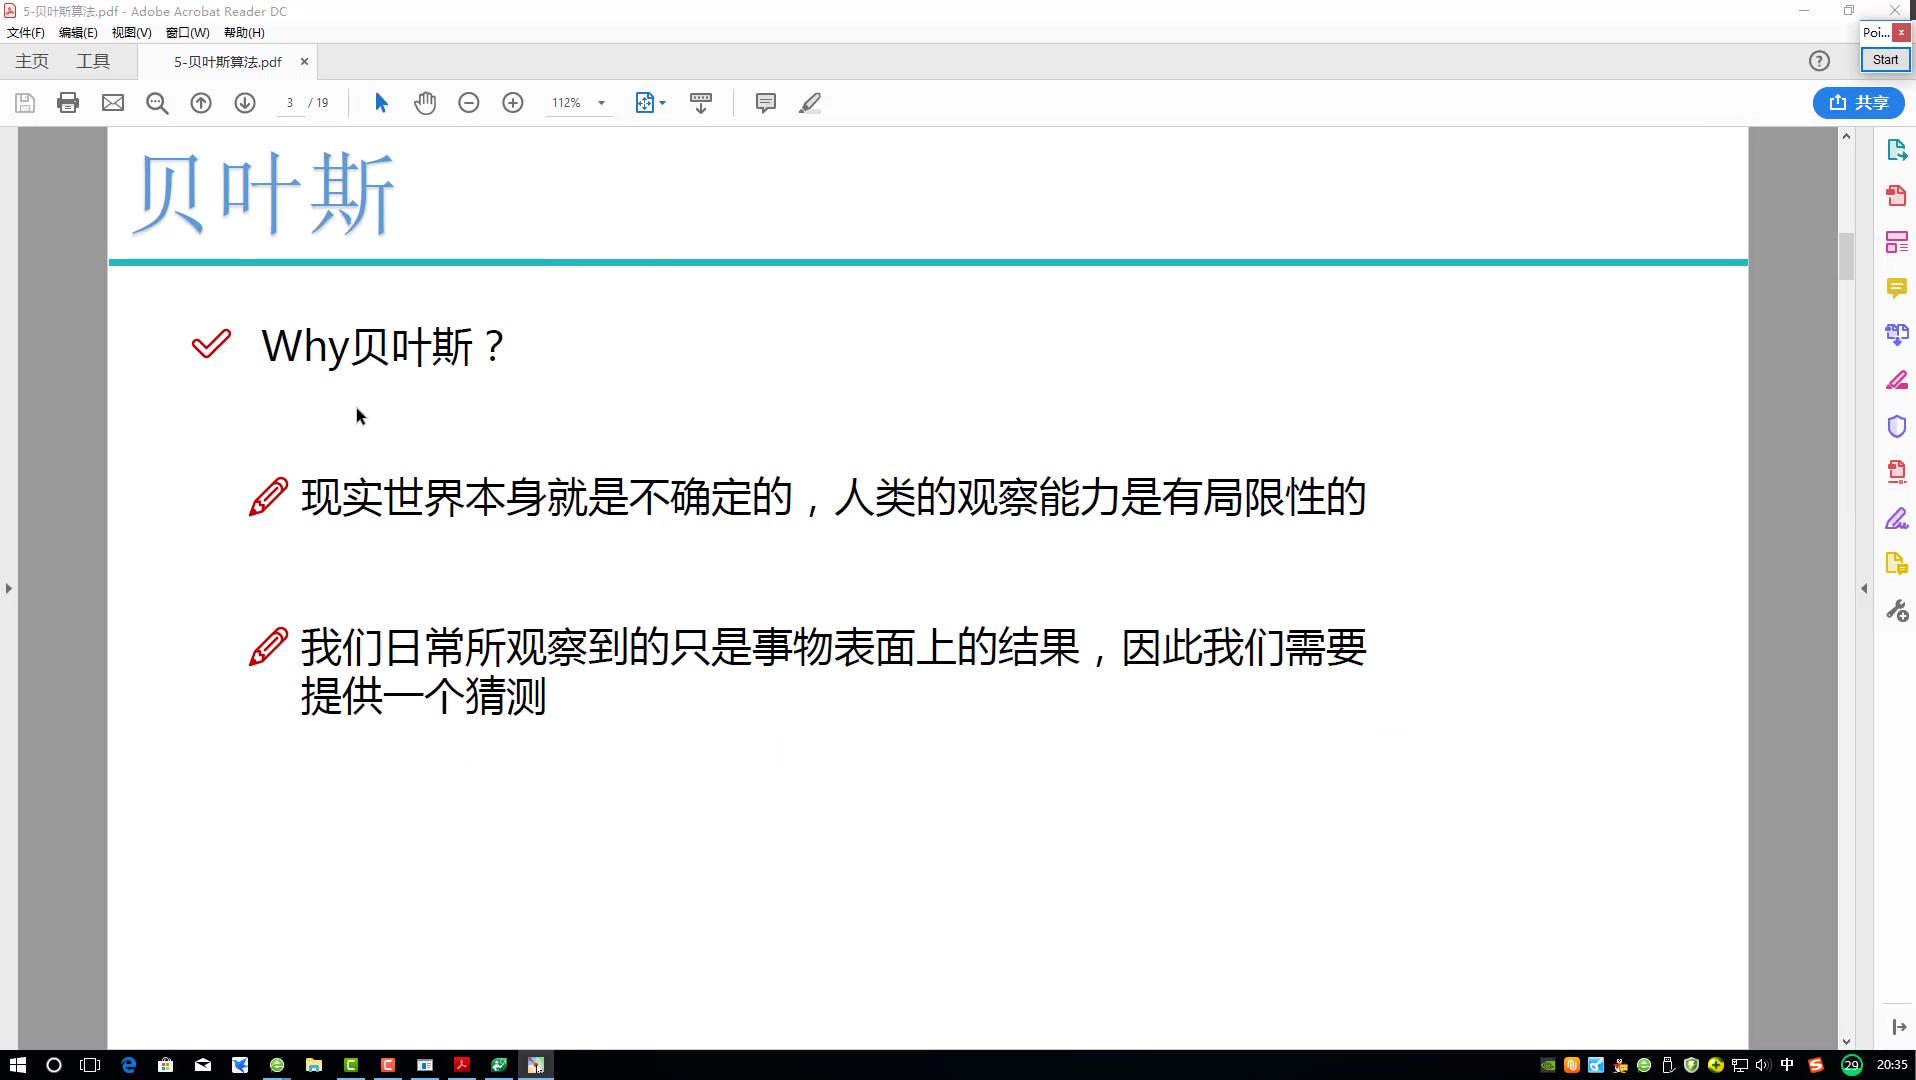 5-贝叶斯算法.pdf - Adobe Acrobat Reader DC
文件(F) 编辑(E) 视图(V) 窗口(W) 帮助(H)
Poi...
Start
主页 工具 5-贝叶斯算法.pdf
3 / 19
112%
共享
贝叶斯
Why贝叶斯？
现实世界本身就是不确定的，人类的观察能力是有局限性的
我们日常所观察到的只是事物表面上的结果，因此我们需要
提供一个猜测
中
29
20:35